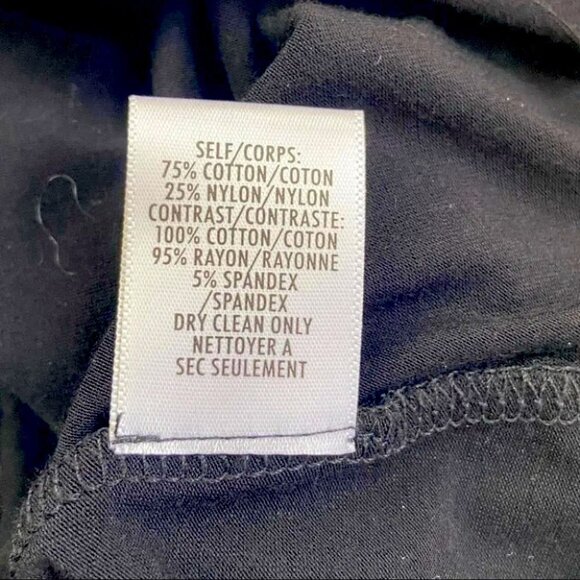 SELF/CORPS:
75% COTTON/COTON
25% NYLON/NYLON
CONTRAST/CONTRASTE:
100% COTTON/COTON
95% RAYON/RAYONNE
5% SPANDEX
/SPANDEX
DRY CLEAN ONLY
NETTOYER A
SEC SEULEMENT